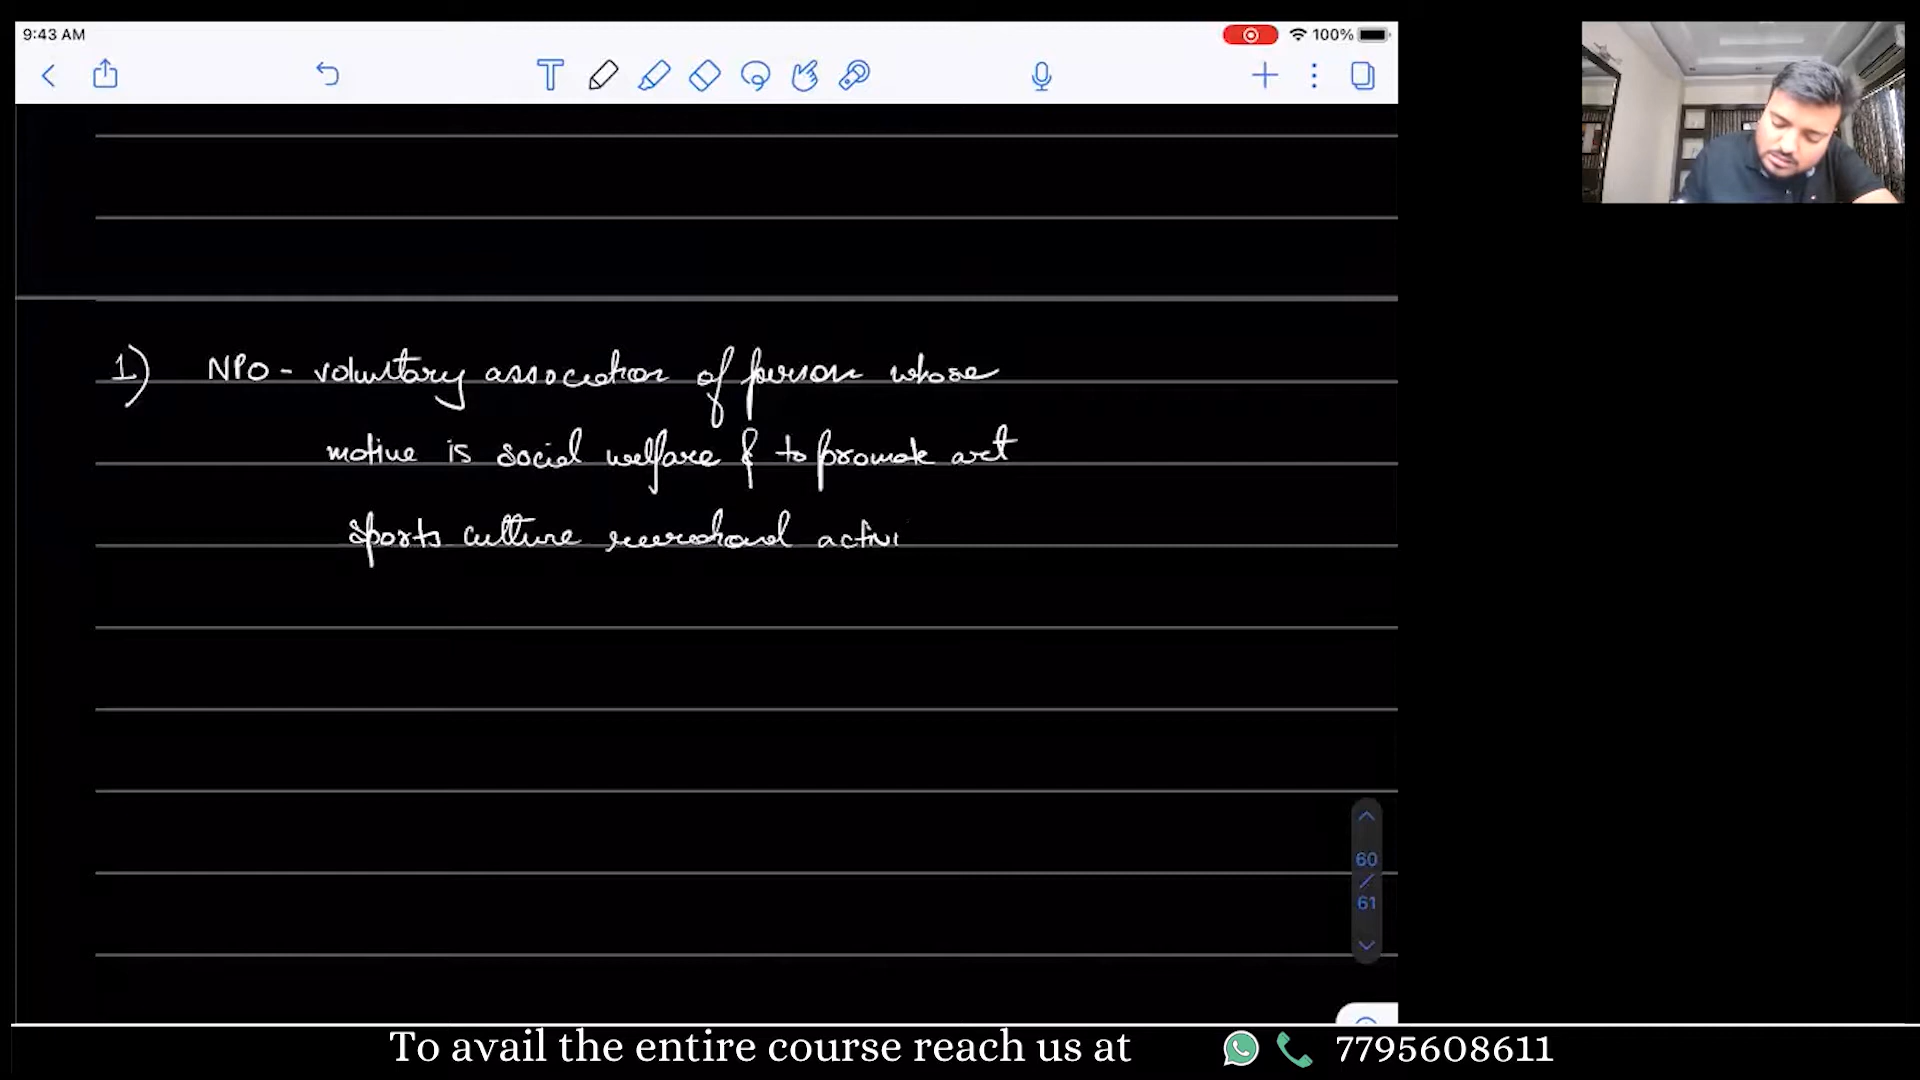 9:43 AM
100%
T
1) NPO - voluntary association of person whose
motive is social welfare & to promote art
sports culture recreational activi
60
/
61
To avail the entire course reach us at 7795608611